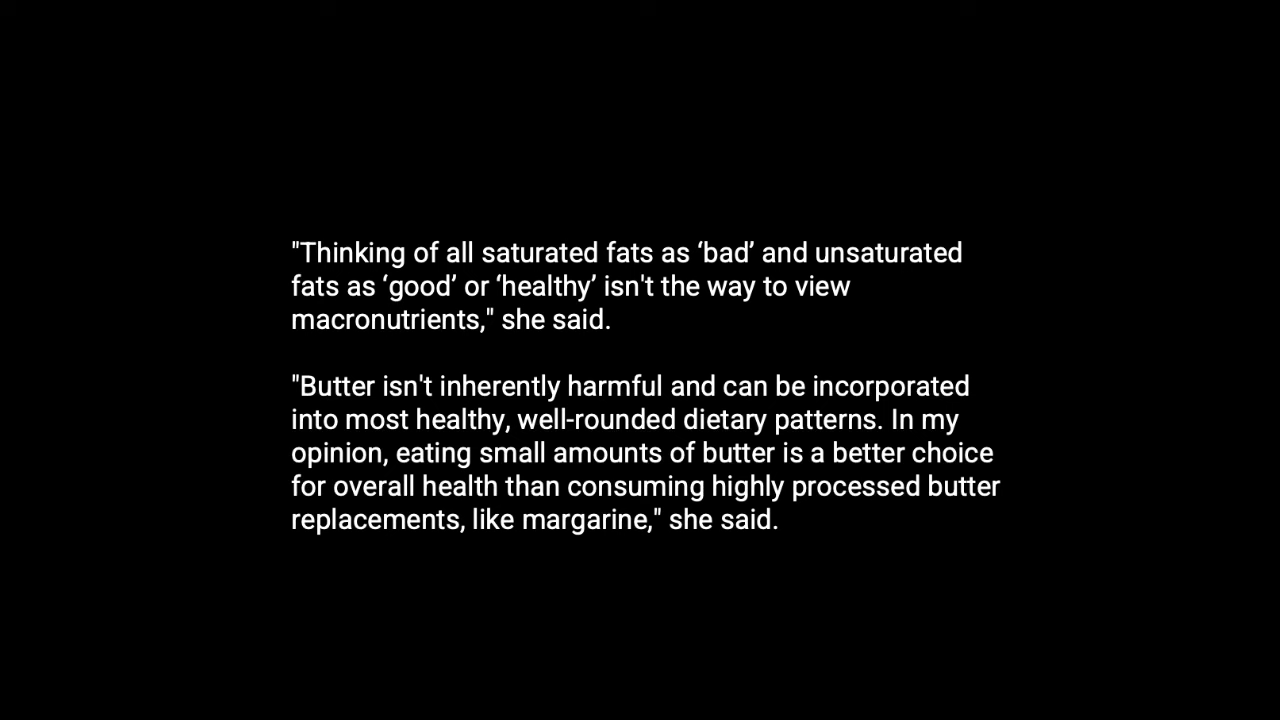 "Thinking of all saturated fats as ‘bad’ and unsaturated
fats as ‘good’ or ‘healthy’ isn't the way to view
macronutrients," she said.
"Butter isn't inherently harmful and can be incorporated
into most healthy, well-rounded dietary patterns. In my
opinion, eating small amounts of butter is a better choice
for overall health than consuming highly processed butter
replacements, like margarine," she said.